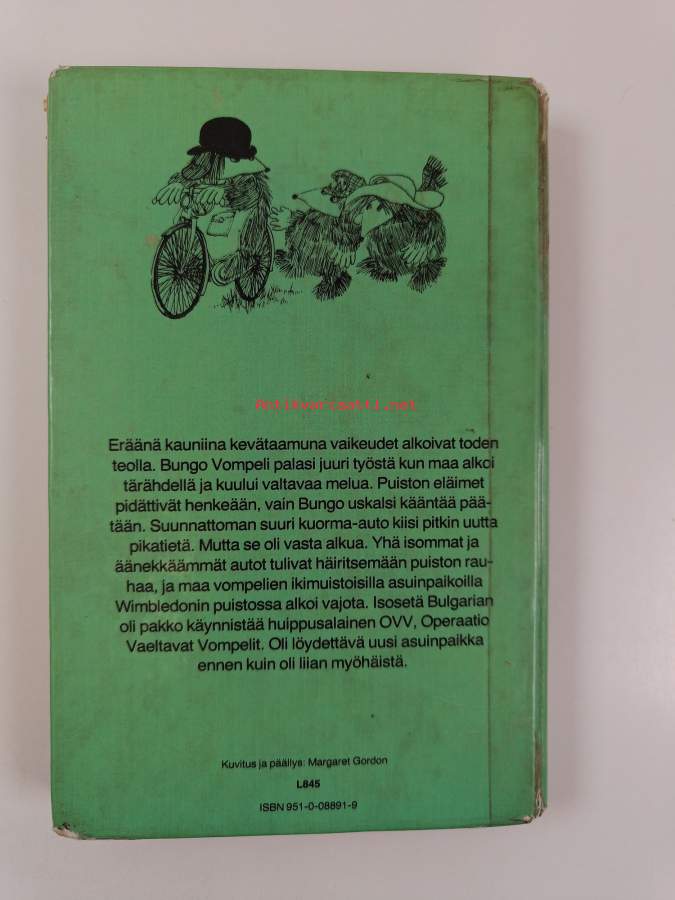 Antikvariaatti.net
Eräänä kauniina kevätaamuna vaikeudet alkoivat toden
teolla. Bungo Vompeli palasi juuri työstä kun maa alkoi
tärähdellä ja kuului valtavaa melua. Puiston eläimet
pidättivät henkeään, vain Bungo uskalsi kääntää pää-
tään. Suunnattoman suuri kuorma-auto kiisi pitkin uutta
pikatietä. Mutta se oli vasta alkua. Yhä isommat ja
äänekkäämmät autot tulivat häiritsemään puiston rau-
haa, ja maa vompelien ikimuistoisilla asuinpaikoilla
Wimbledonin puistossa alkoi vajota. Isosetä Bulgarian
oli pakko käynnistää huippusalainen OVV, Operaatio
Vaeltavat Vompelit. Oli löydettävä uusi asuinpaikka
ennen kuin oli liian myöhäistä.
Kuvitus ja päällys: Margaret Gordon
L845
ISBN 951-0-08891-9